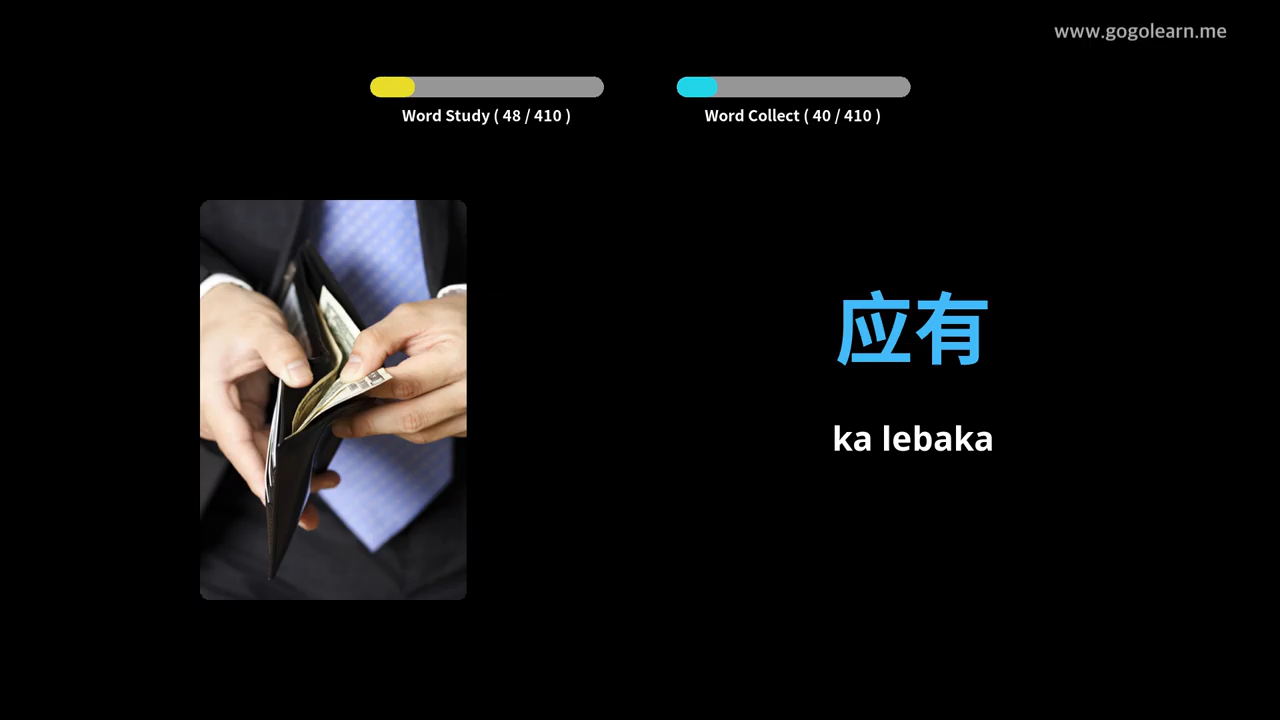 www.gogolearn.me
Word Study ( 48 / 410 )
Word Collect ( 40 / 410 )
应有
ka lebaka